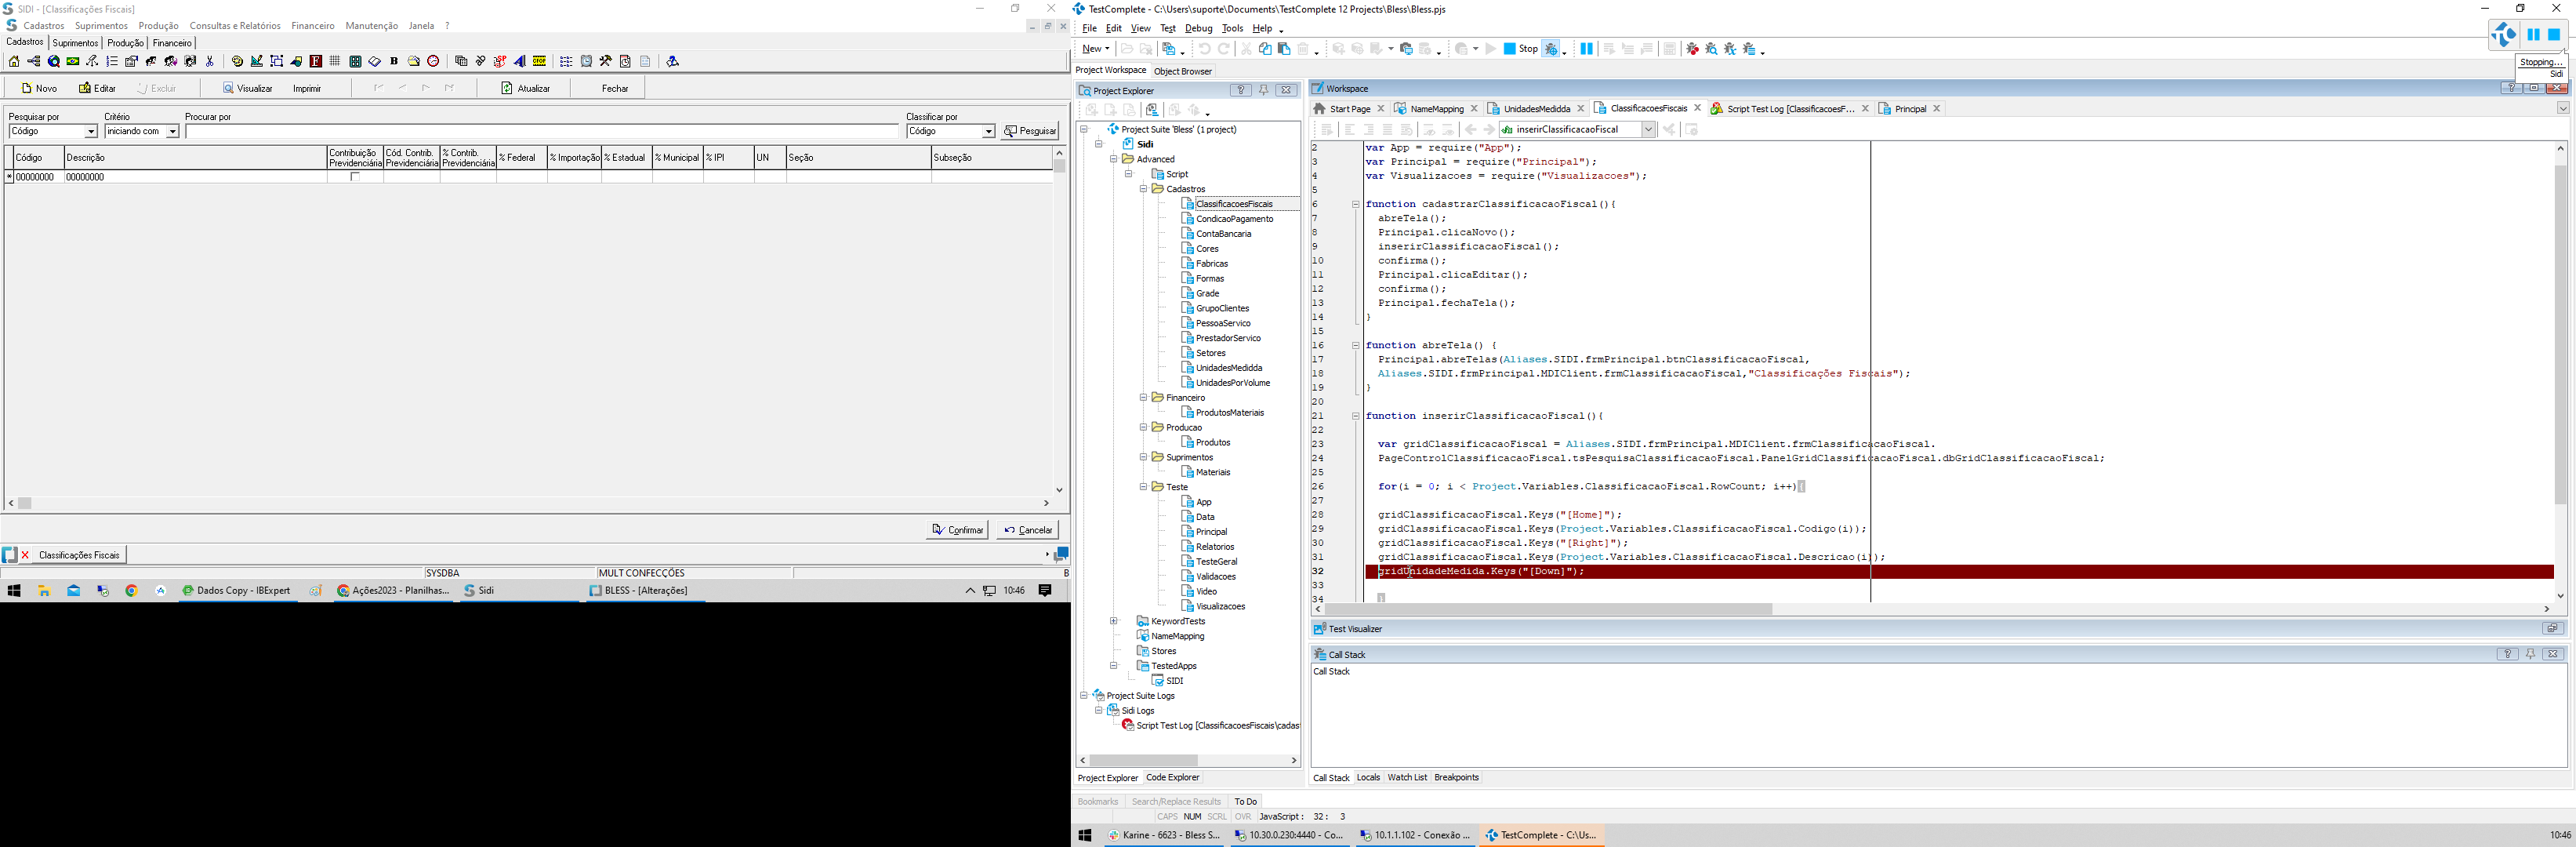 SIDI - [Classificações Fiscais]
Cadastros Suprimentos Produção Consultas e Relatórios Financeiro Manutenção Janela ?
Cadastros Suprimentos Produção Financeiro
Novo Editar Excluir Visualizar Imprimir Atualizar Fechar
Pesquisar por Critério Procurar por Classificar por
Código iniciando com Código Pesquisar
Código Descrição Contribuição Previdenciária Cód. Contrib. Previdenciária % Contrib. Previdenciária % Federal % Importação % Estadual % Municipal % IPI UN Seção Subseção
00000000 00000000
Confirmar Cancelar
Classificações Fiscais
SYSDBA MULT CONFECÇÕES B
Dados Copy - IBExpert Ações2023 - Planilhas... Sidi BLESS - [Alterações] 10:46
TestComplete - C:\Users\suporte\Documents\TestComplete 12 Projects\Bless\Bless.pjs
File Edit View Test Debug Tools Help
New Stop
Stopping...
Sidi
Project Workspace Object Browser
Project Explorer
Project Suite 'Bless' (1 project)
Sidi
Advanced
Script
Cadastros
ClassificacoesFiscais
CondicaoPagamento
ContaBancaria
Cores
Fabricas
Formas
Grade
GrupoClientes
PessoaServico
PrestadorServico
Setores
UnidadesMedidda
UnidadesPorVolume
Financeiro
ProdutosMateriais
Producao
Produtos
Suprimentos
Materiais
Teste
App
Data
Principal
Relatorios
TesteGeral
Validacoes
Video
Visualizacoes
KeywordTests
NameMapping
Stores
TestedApps
SIDI
Project Suite Logs
Sidi Logs
Script Test Log [ClassificacoesFiscais\cadas
Project Explorer Code Explorer
Workspace
Start Page NameMapping UnidadesMedidda ClassificacoesFiscais Script Test Log [ClassificacoesF... Principal
inserirClassificacaoFiscal
2 var App = require("App");
3 var Principal = require("Principal");
4 var Visualizacoes = require("Visualizacoes");
5
6 function cadastrarClassificacaoFiscal(){
7 abreTela();
8 Principal.clicaNovo();
9 inserirClassificacaoFiscal();
10 confirma();
11 Principal.clicaEditar();
12 confirma();
13 Principal.fechaTela();
14 }
15
16 function abreTela() {
17 Principal.abreTelas(Aliases.SIDI.frmPrincipal.btnClassificacaoFiscal,
18 Aliases.SIDI.frmPrincipal.MDIClient.frmClassificacaoFiscal,"Classificações Fiscais");
19 }
20
21 function inserirClassificacaoFiscal(){
22
23 var gridClassificacaoFiscal = Aliases.SIDI.frmPrincipal.MDIClient.frmClassificacaoFiscal.
24 PageControlClassificacaoFiscal.tsPesquisaClassificacaoFiscal.PanelGridClassificacaoFiscal.dbGridClassificacaoFiscal;
25
26 for(i = 0; i < Project.Variables.ClassificacaoFiscal.RowCount; i++){
27
28 gridClassificacaoFiscal.Keys("[Home]");
29 gridClassificacaoFiscal.Keys(Project.Variables.ClassificacaoFiscal.Codigo(i));
30 gridClassificacaoFiscal.Keys("[Right]");
31 gridClassificacaoFiscal.Keys(Project.Variables.ClassificacaoFiscal.Descricao(i));
32 gridUnidadeMedida.Keys("[Down]");
33
34 }
Test Visualizer
Call Stack
Call Stack
Call Stack Locals Watch List Breakpoints
Bookmarks Search/Replace Results To Do
CAPS NUM SCRL OVR JavaScript : 32 : 3
Karine - 6623 - Bless S... 10.30.0.230:4440 - Co... 10.1.1.102 - Conexão ... TestComplete - C:\Us... 10:46